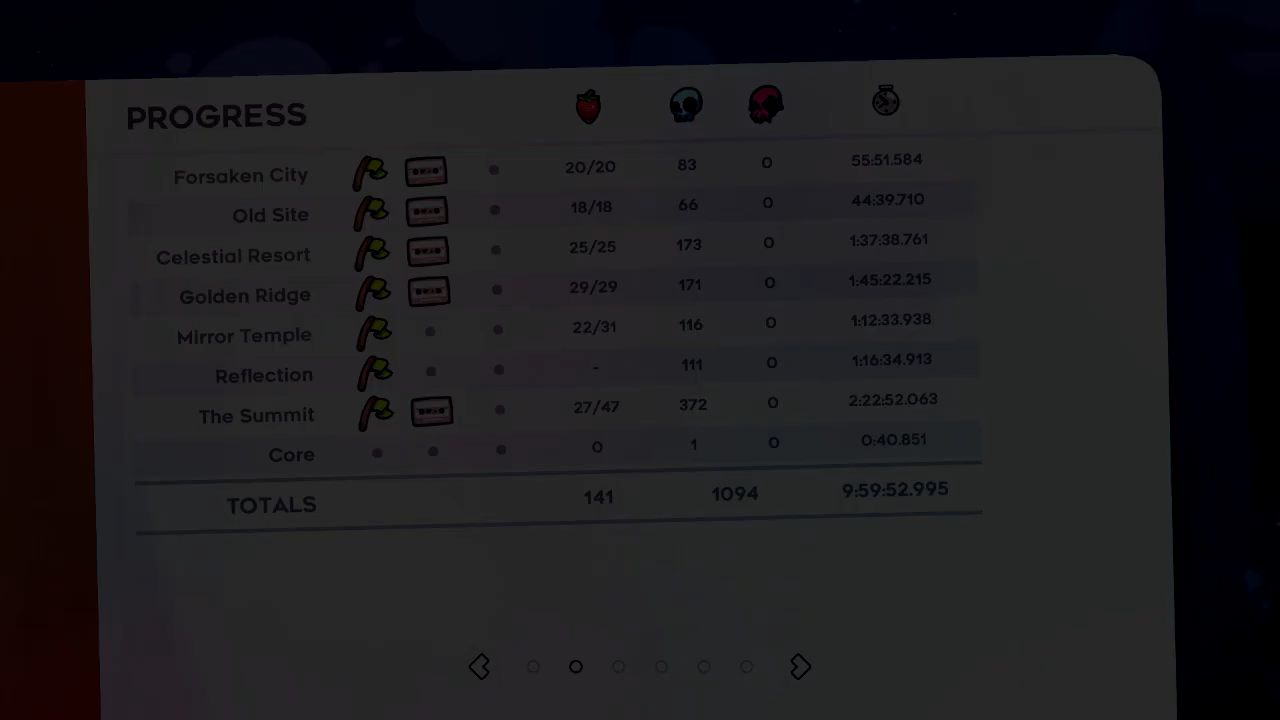 PROGRESS
Forsaken City 20/20 83 0 55:51.584
Old Site 18/18 66 0 44:39.710
Celestial Resort 25/25 173 0 1:37:38.761
Golden Ridge 29/29 171 0 1:45:22.215
Mirror Temple 22/31 116 0 1:12:33.938
Reflection - 111 0 1:16:34.913
The Summit 27/47 372 0 2:22:52.063
Core 0 1 0 0:40.851
TOTALS 141 1094 9:59:52.995